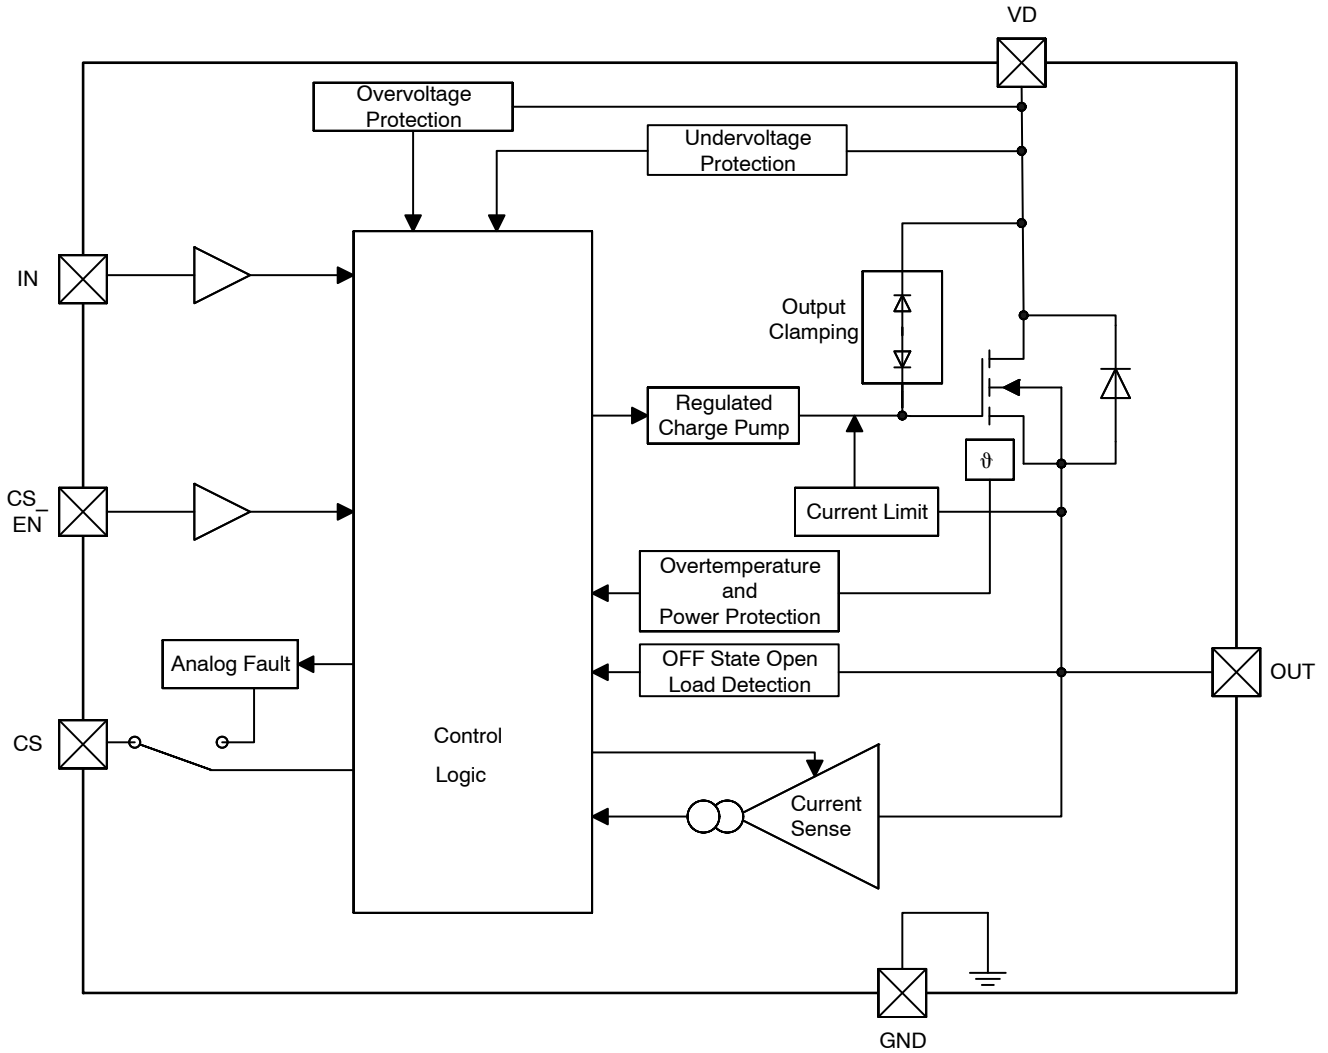 VD
Overvoltage
Protection
Undervoltage
Protection
IN
Output
Clamping
Regulated
Charge Pump
ϑ
CS_
EN
Current Limit
Overtemperature
and
Power Protection
Analog Fault
OFF State Open
Load Detection
OUT
CS
Control
Logic
Current
Sense
GND